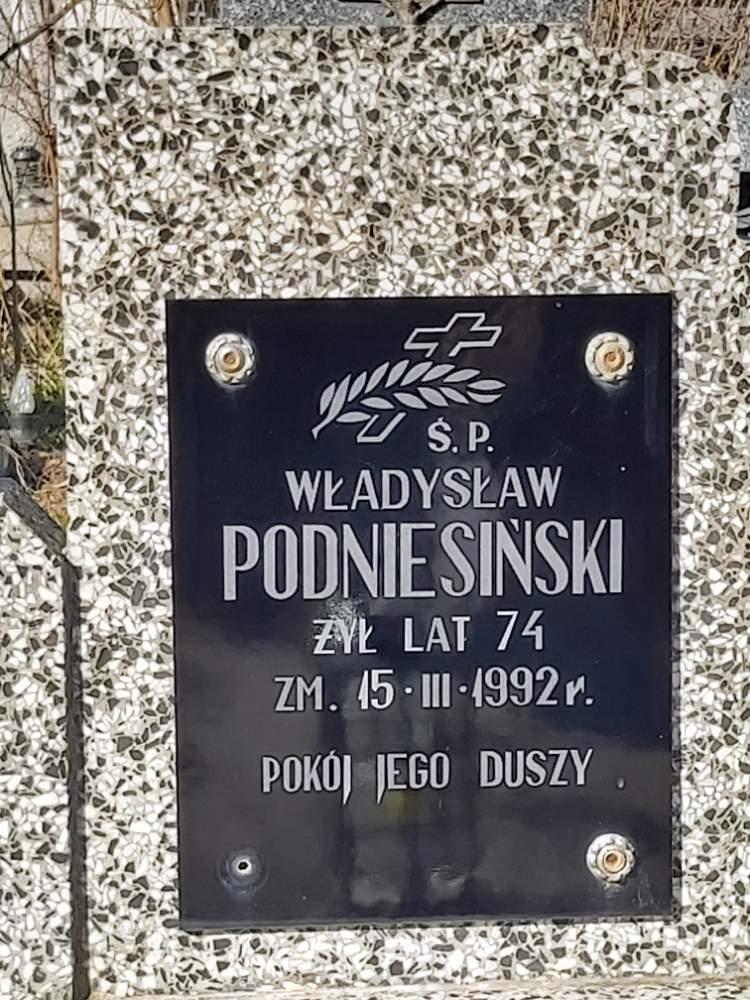 Ś. P.
WŁADYSŁAW
PODNIESIŃSKI
ŻYŁ LAT 74
ZM. 15·III·1992 r.
POKÓJ JEGO DUSZY